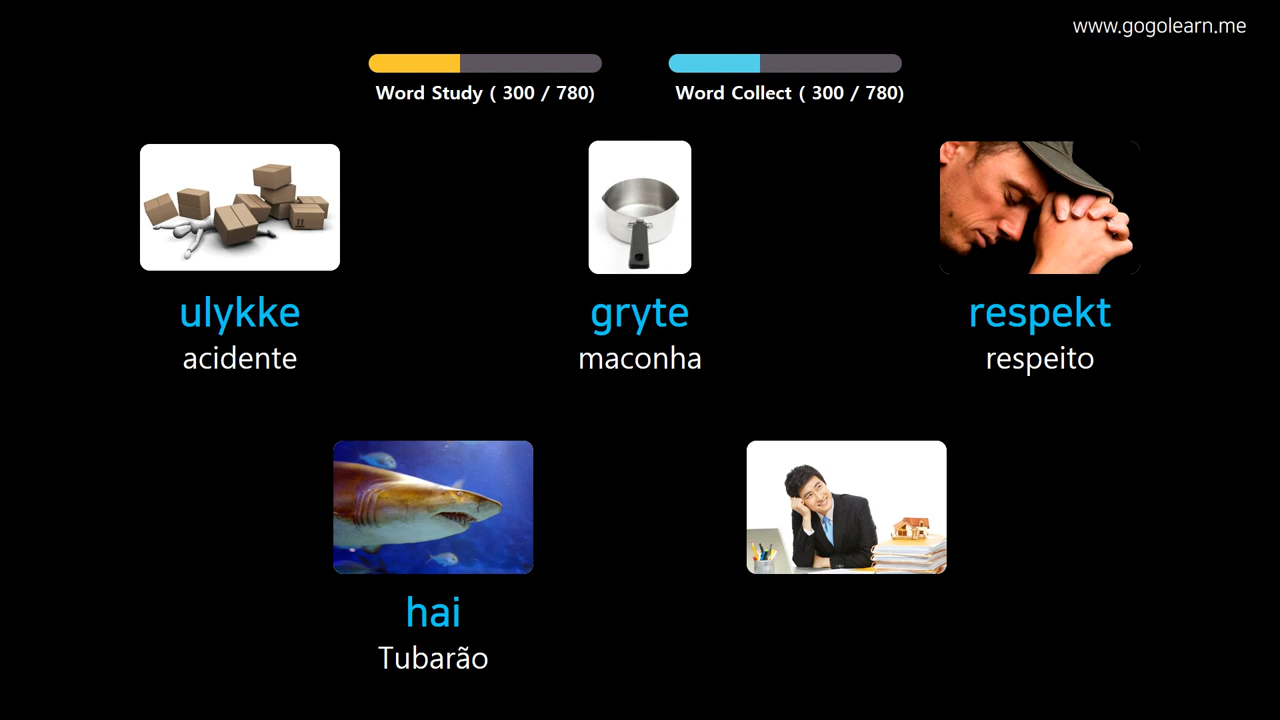 www.gogolearn.me
Word Study ( 300 / 780)
Word Collect ( 300 / 780)
ulykke
acidente
gryte
maconha
respekt
respeito
hai
Tubarão